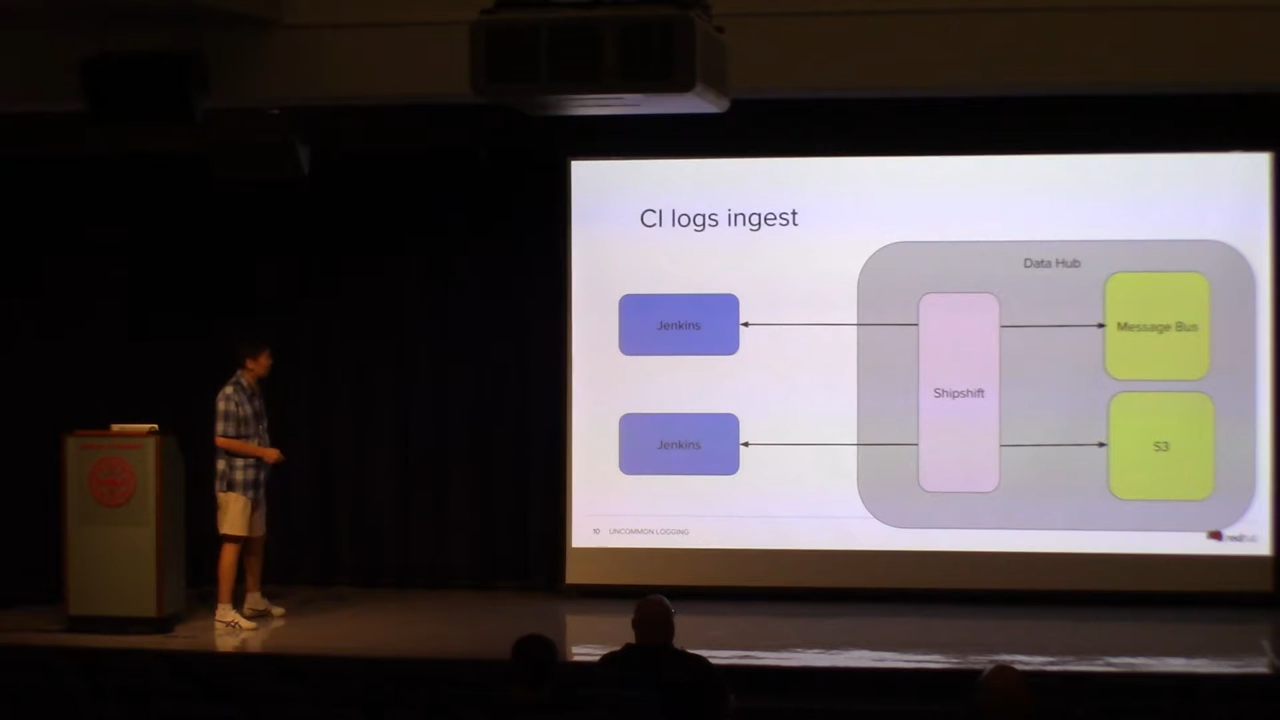 CI logs ingest
Data Hub
Jenkins
Message Bus
Shipshift
Jenkins
S3
10 UNCOMMON LOGGING
redhat